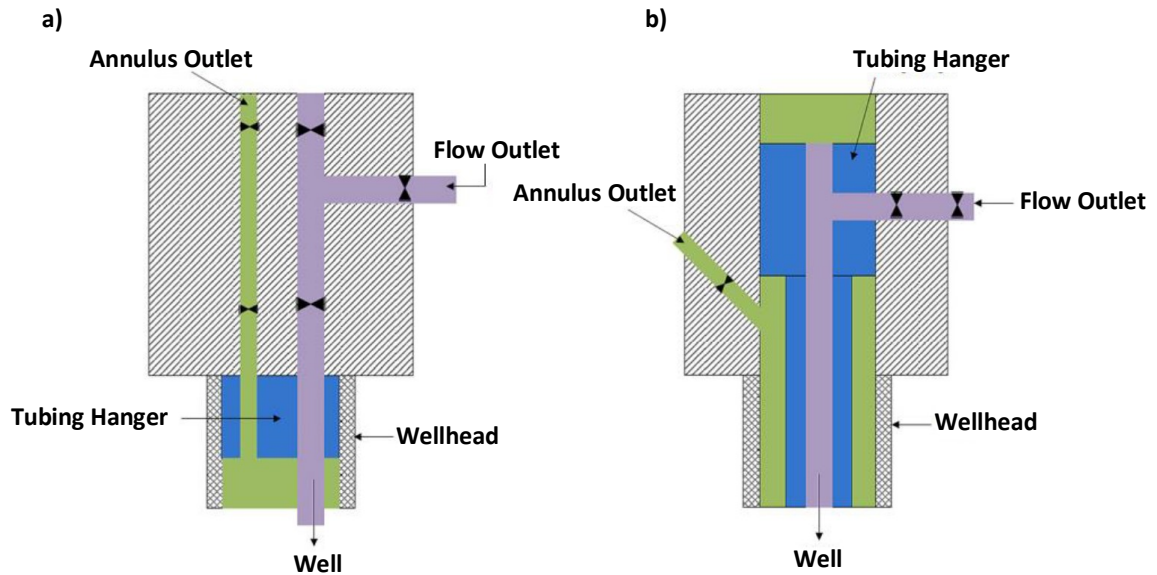 a)
Annulus Outlet
Flow Outlet
Tubing Hanger
Wellhead
Well
b)
Tubing Hanger
Annulus Outlet
Flow Outlet
Wellhead
Well